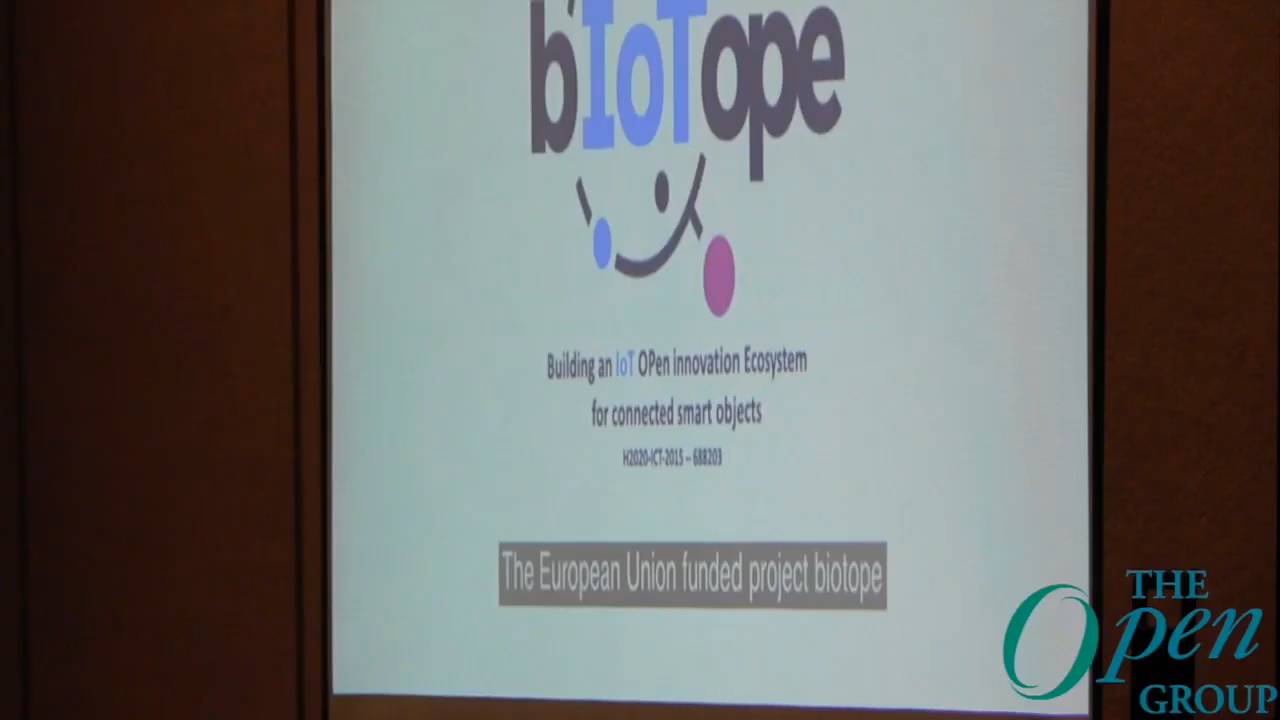 b'IoTope
Building an IoT OPen innovation Ecosystem
for connected smart objects
H2020-ICT-2015 – 688203
The European Union funded project biotope
THE
Open
GROUP